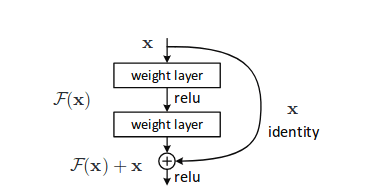 x
weight layer
relu
F(x)
x
weight layer
identity
F(x) + x
relu